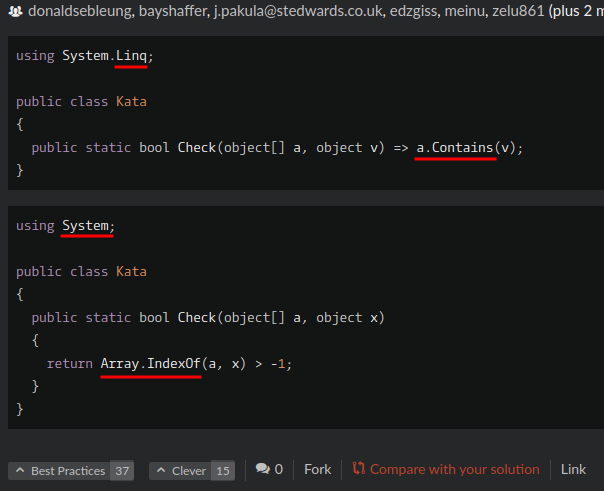 donaldsebleung, bayshaffer, j.pakula@stedwards.co.uk, edzgiss, meinu, zelu861 (plus 2 m
using System.Linq;
public class Kata
{
public static bool Check(object[] a, object v) => a.Contains(v);
}
using System;
public class Kata
{
public static bool Check(object[] a, object x)
{
return Array.IndexOf(a, x) > -1;
}
}
Best Practices 37 Clever 15 0 Fork Compare with your solution Link